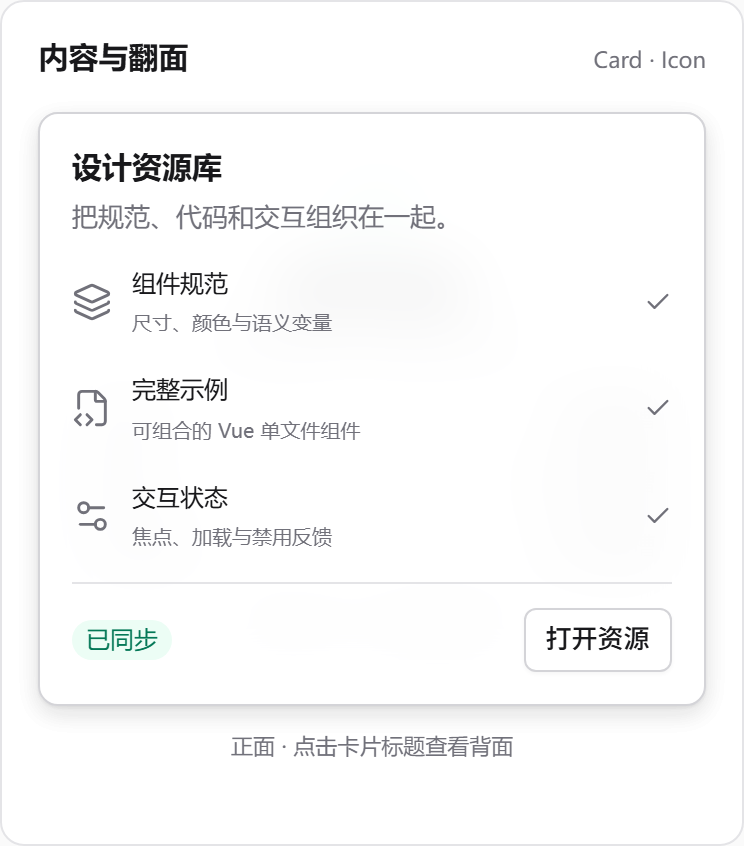 内容与翻面
Card · Icon
设计资源库
把规范、代码和交互组织在一起。
组件规范
尺寸、颜色与语义变量
完整示例
可组合的 Vue 单文件组件
交互状态
焦点、加载与禁用反馈
已同步
打开资源
正面 · 点击卡片标题查看背面